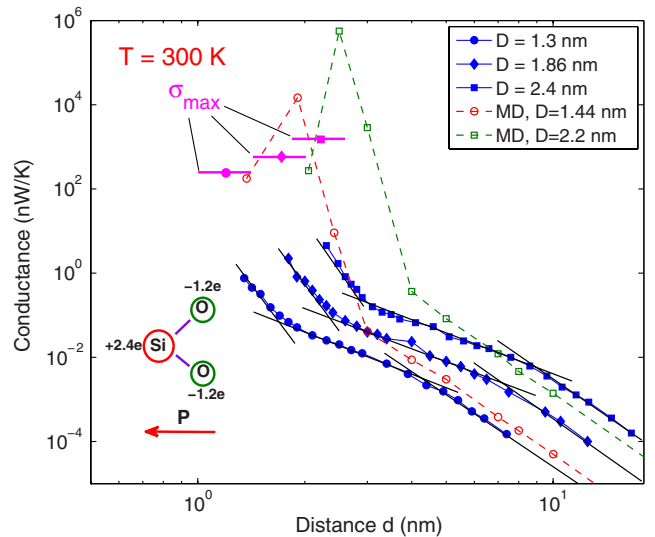 10^6
10^4
10^2
10^0
10^-2
10^-4
Conductance (nW/K)
T = 300 K
σmax
D = 1.3 nm
D = 1.86 nm
D = 2.4 nm
MD, D=1.44 nm
MD, D=2.2 nm
−1.2e
O
+2.4e Si
O
−1.2e
P
10^0
10^1
Distance d (nm)